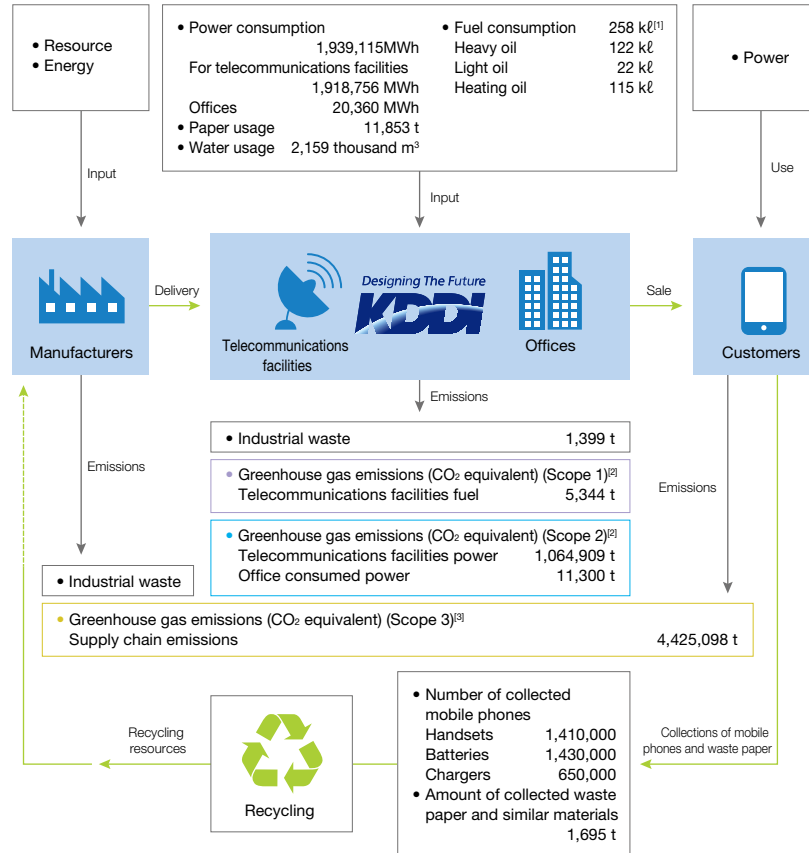 • Resource
• Energy
• Power consumption
1,939,115MWh
For telecommunications facilities
1,918,756 MWh
Offices 20,360 MWh
• Paper usage 11,853 t
• Water usage 2,159 thousand m³
• Fuel consumption 258 kℓ[1]
Heavy oil 122 kℓ
Light oil 22 kℓ
Heating oil 115 kℓ
• Power
Input
Input
Use
Manufacturers
Delivery
Telecommunications
facilities
Designing The Future
KDDI
Offices
Sale
Customers
Emissions
• Industrial waste 1,399 t
Emissions
• Greenhouse gas emissions (CO₂ equivalent) (Scope 1)[2]
Telecommunications facilities fuel 5,344 t
Emissions
• Greenhouse gas emissions (CO₂ equivalent) (Scope 2)[2]
Telecommunications facilities power 1,064,909 t
Office consumed power 11,300 t
• Industrial waste
• Greenhouse gas emissions (CO₂ equivalent) (Scope 3)[3]
Supply chain emissions 4,425,098 t
Recycling
resources
Recycling
• Number of collected
mobile phones
Handsets 1,410,000
Batteries 1,430,000
Chargers 650,000
• Amount of collected waste
paper and similar materials
1,695 t
Collections of mobile
phones and waste paper